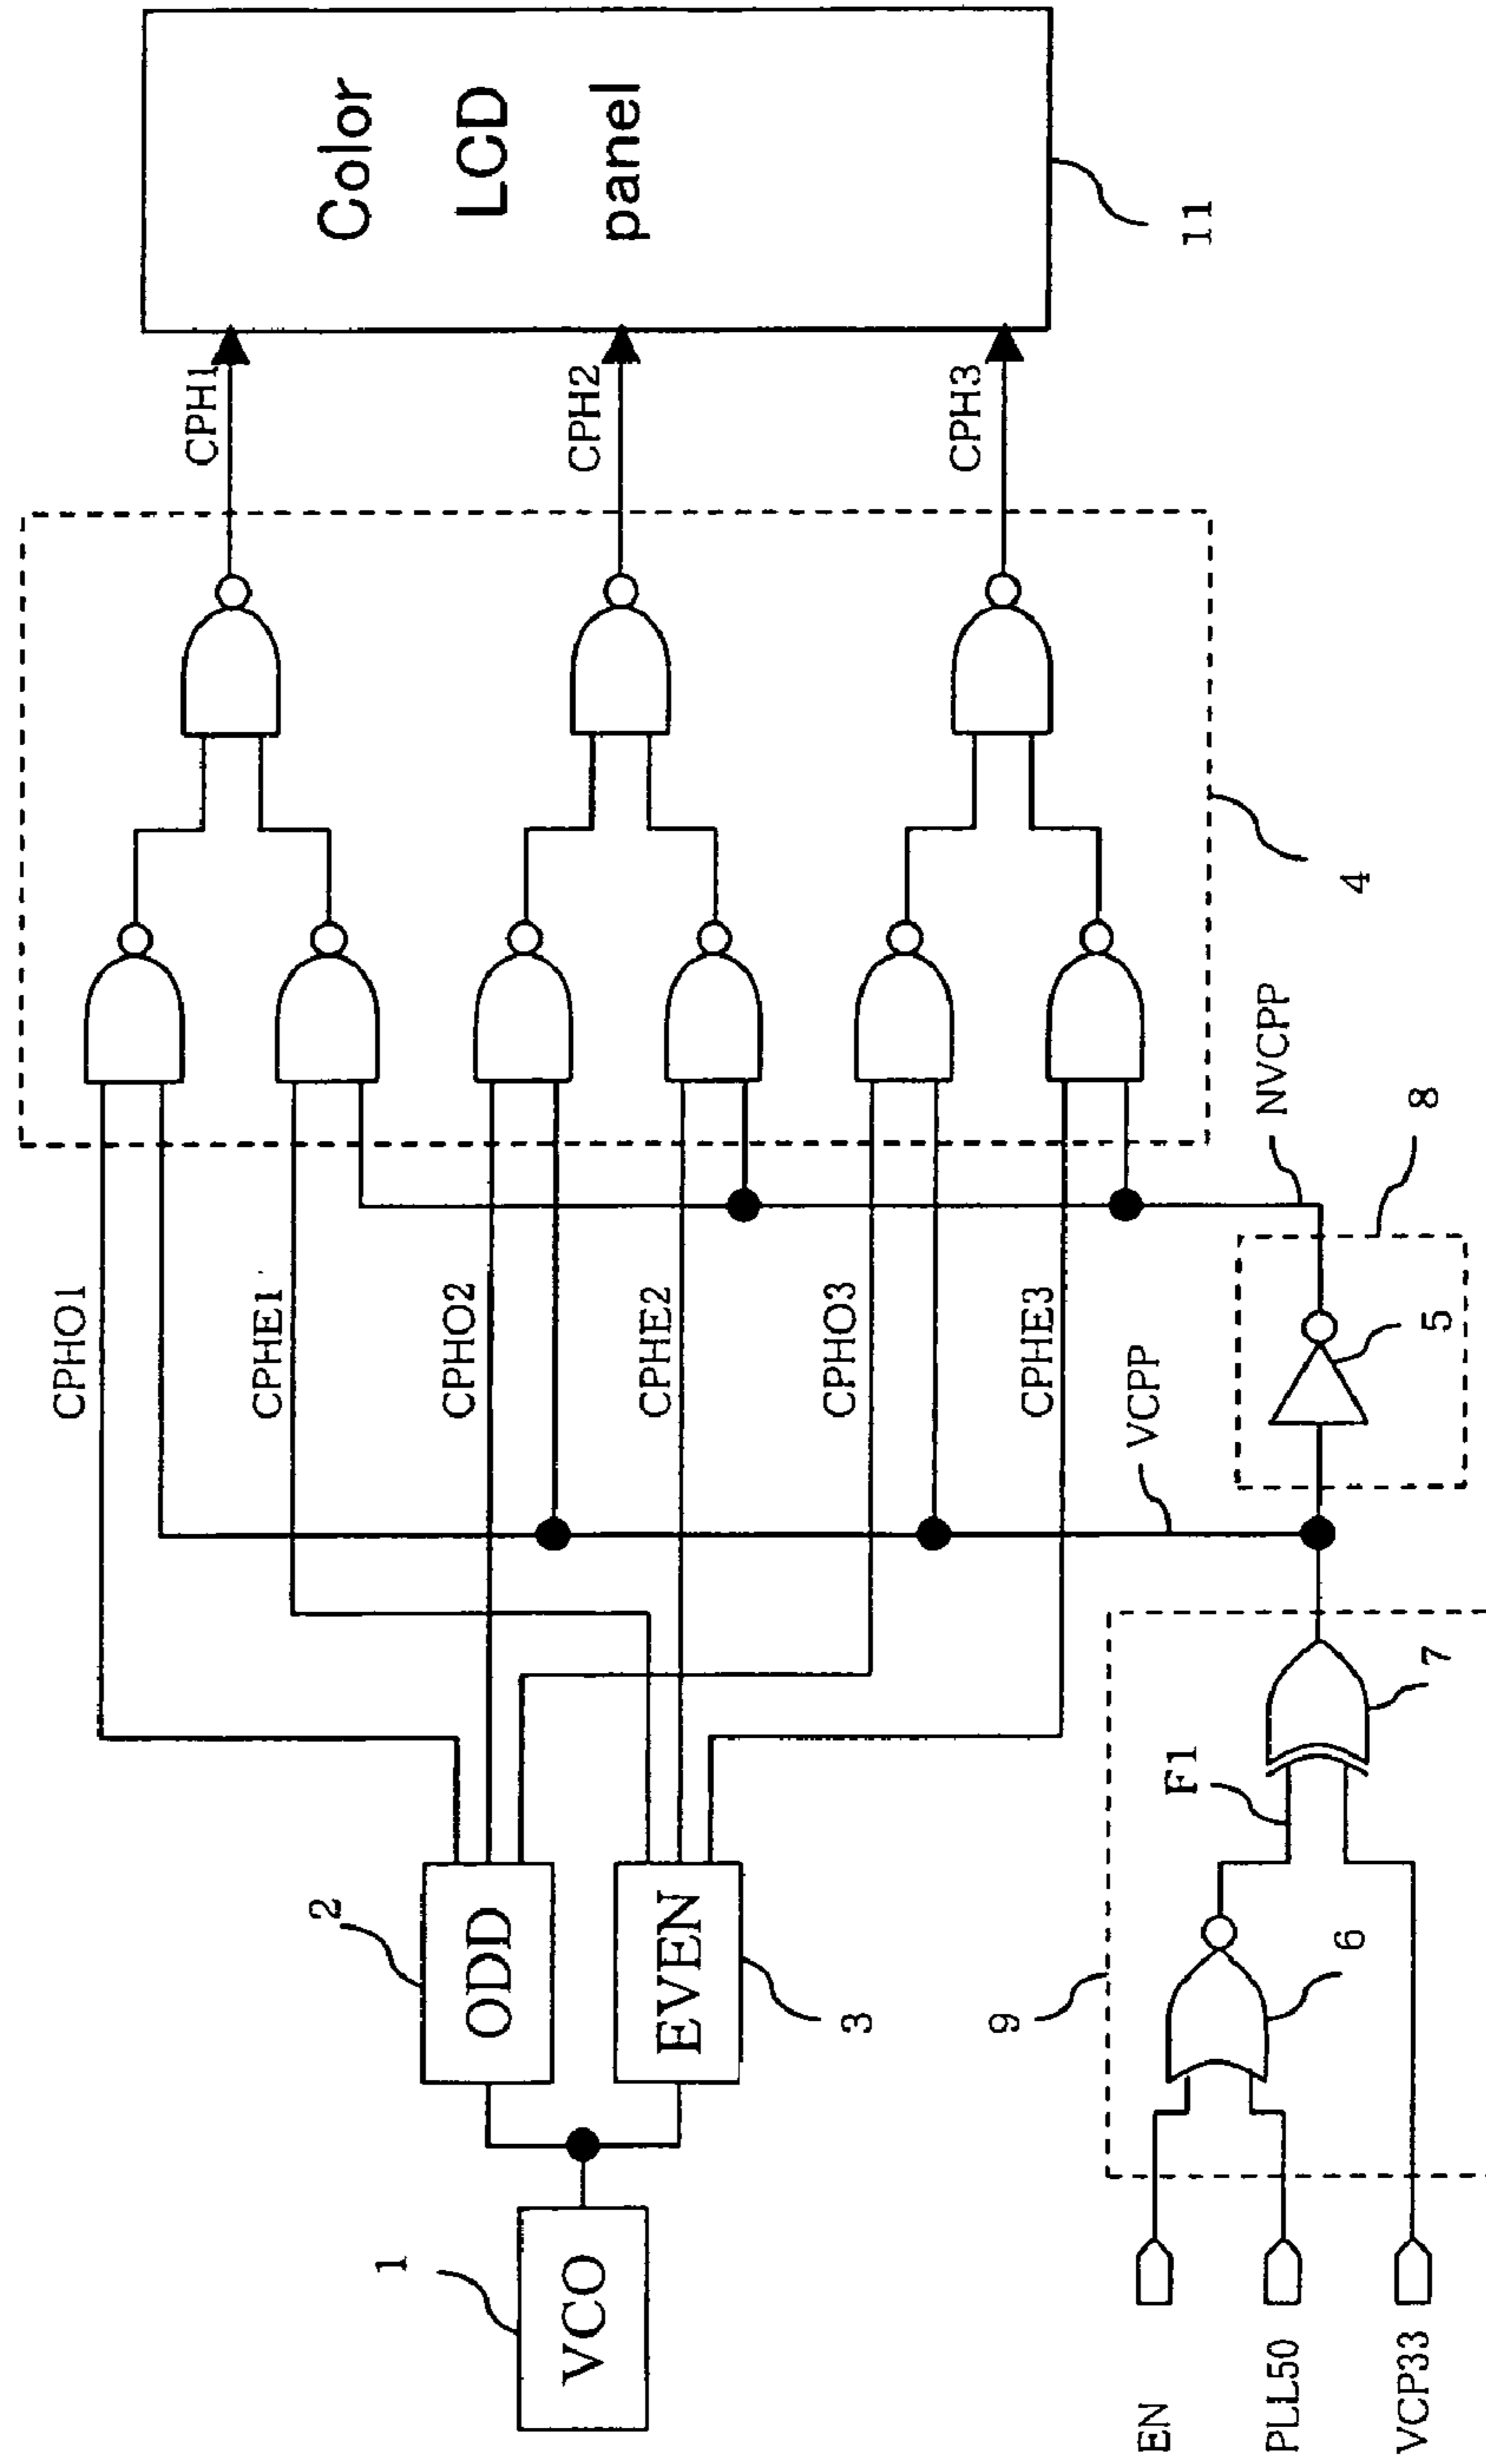 Color
LCD
panel
11
CPH1
CPH2
CPH3
4
CPHO1
CPHE1
CPHO2
CPHE2
CPHO3
CPHE3
NVCPP
VCPP
8
5
2
ODD
EVEN
3
1
VCO
9
F1
7
6
EN
PLL50
VCP33